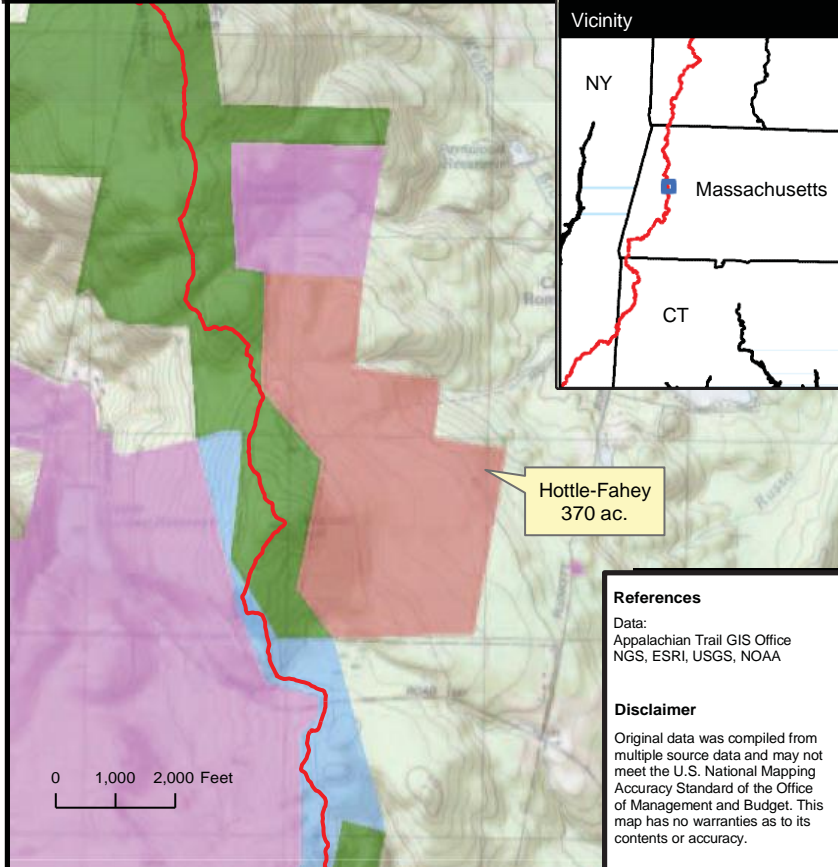 Vicinity
NY
Massachusetts
CT
Hottle-Fahey
370 ac.
ROAD
0 1,000 2,000 Feet
References
Data:
Appalachian Trail GIS Office
NGS, ESRI, USGS, NOAA
Disclaimer
Original data was compiled from
multiple source data and may not
meet the U.S. National Mapping
Accuracy Standard of the Office
of Management and Budget. This
map has no warranties as to its
contents or accuracy.